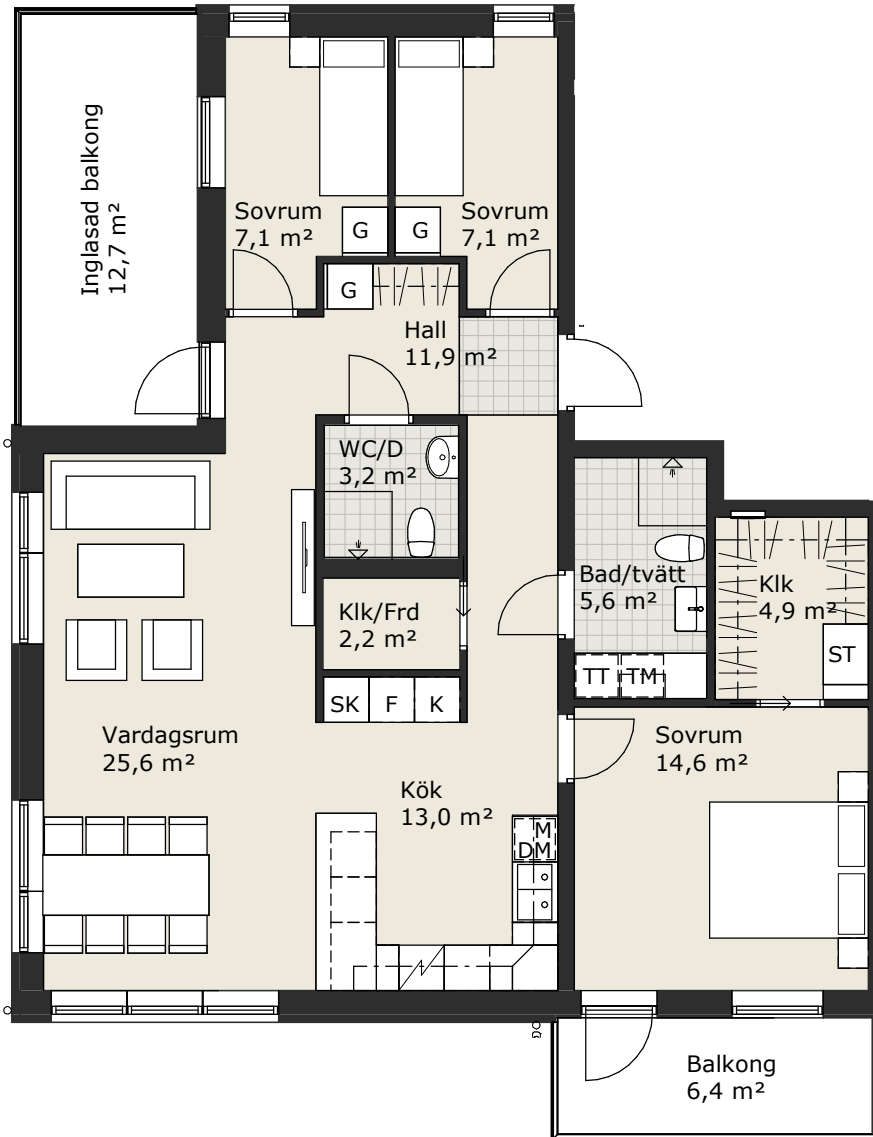 Inglasad balkong
12,7 m²
Sovrum
7,1 m²
G
G
Sovrum
7,1 m²
G
Hall
11,9 m²
WC/D
3,2 m²
Bad/tvätt
5,6 m²
Klk
4,9 m²
Klk/Frd
2,2 m²
ST
TT
TM
SK
F
K
Vardagsrum
25,6 m²
Sovrum
14,6 m²
Kök
13,0 m²
M
DM
Balkong
6,4 m²